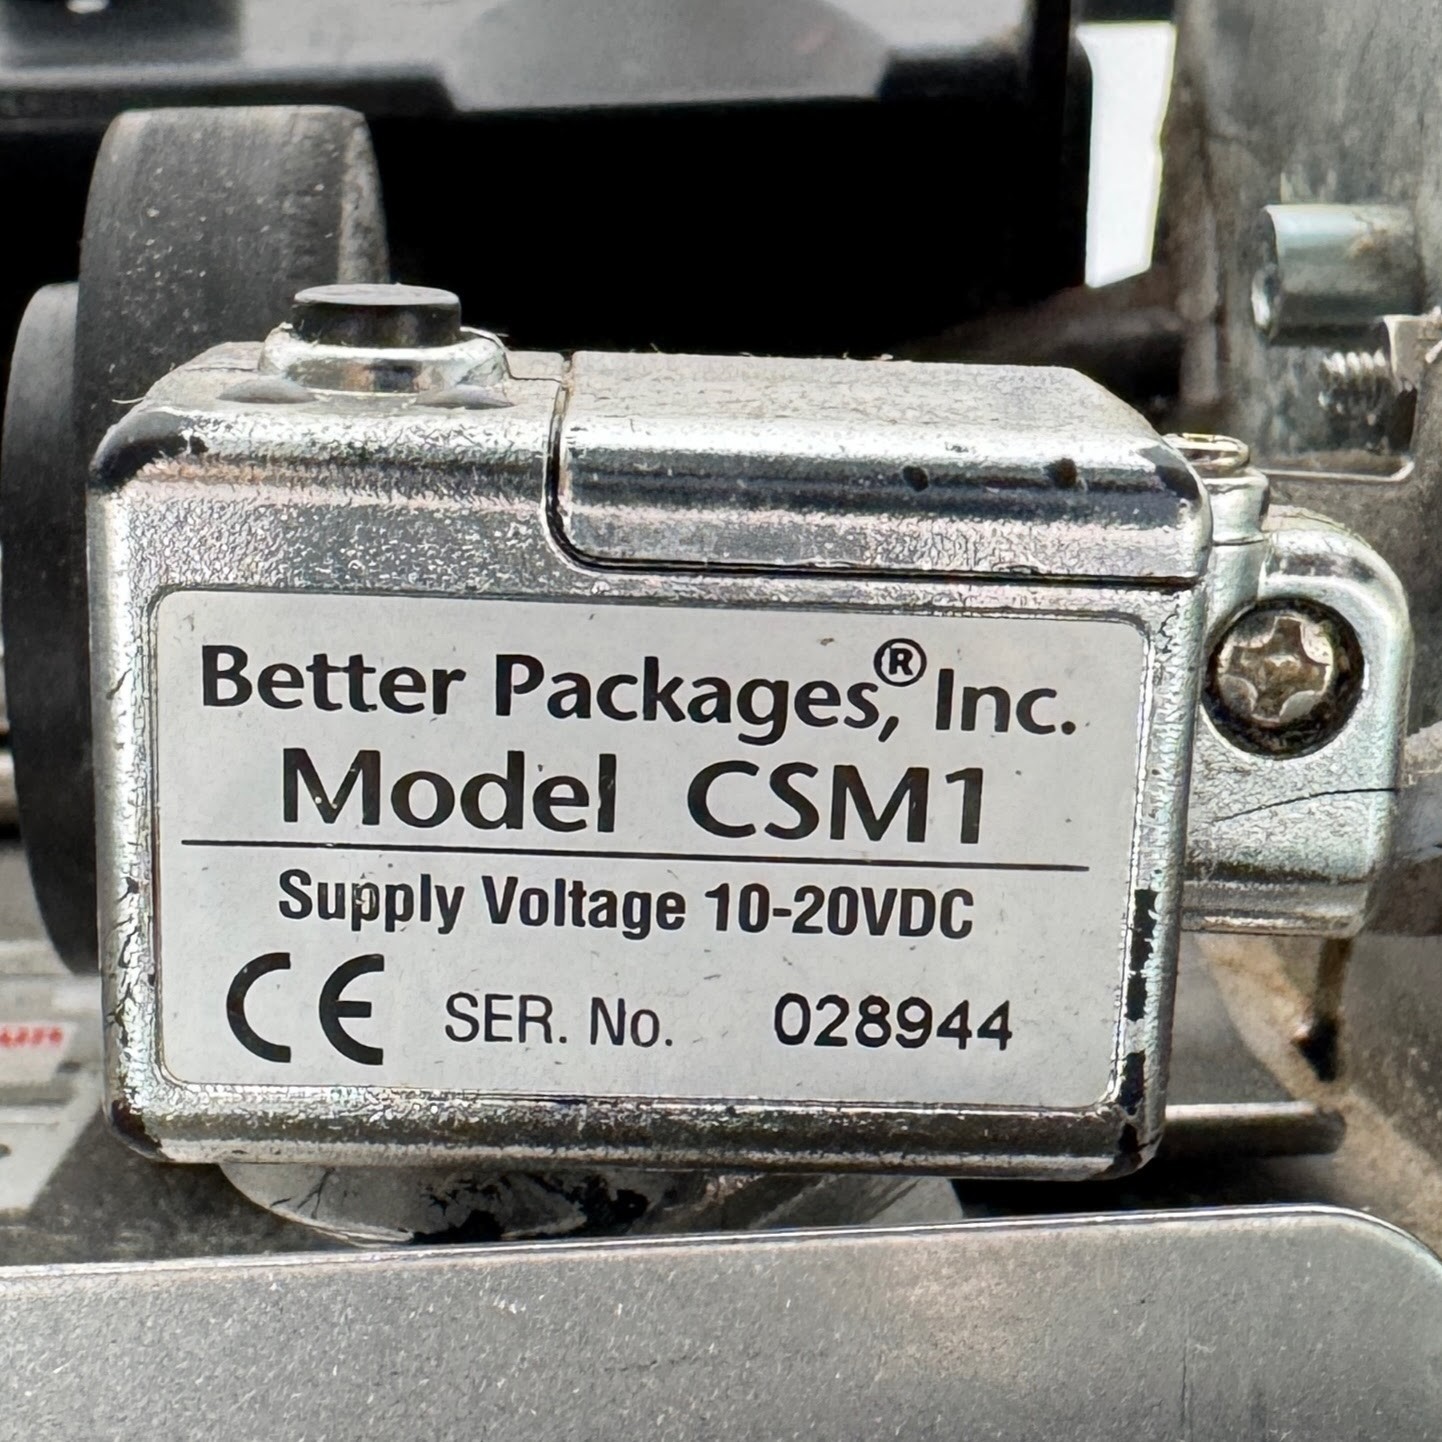 Better Packages,® Inc.
Model CSM1
Supply Voltage 10-20VDC
CE SER. No. 028944